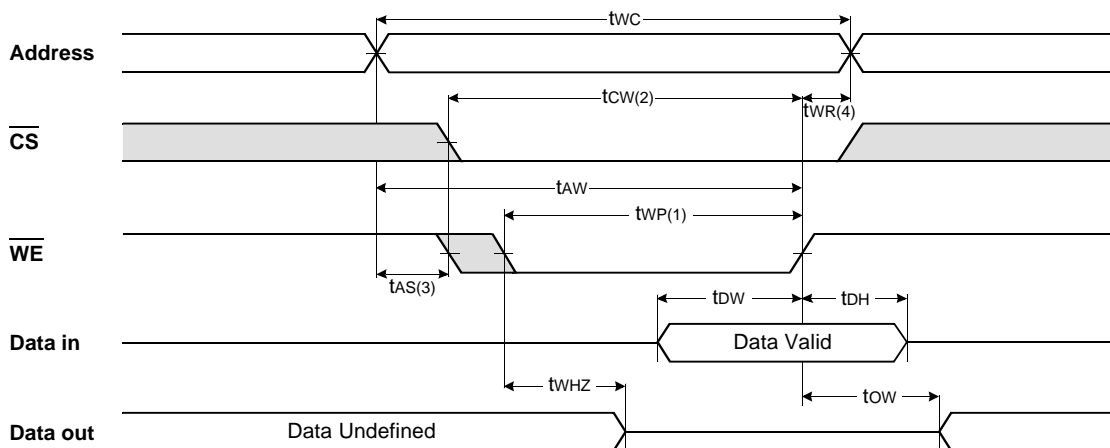 tWC
Address
tCW(2)
tWR(4)
CS
tAW
tWP(1)
WE
tAS(3)
tDW
tDH
Data in
Data Valid
tWHZ
tOW
Data out
Data Undefined